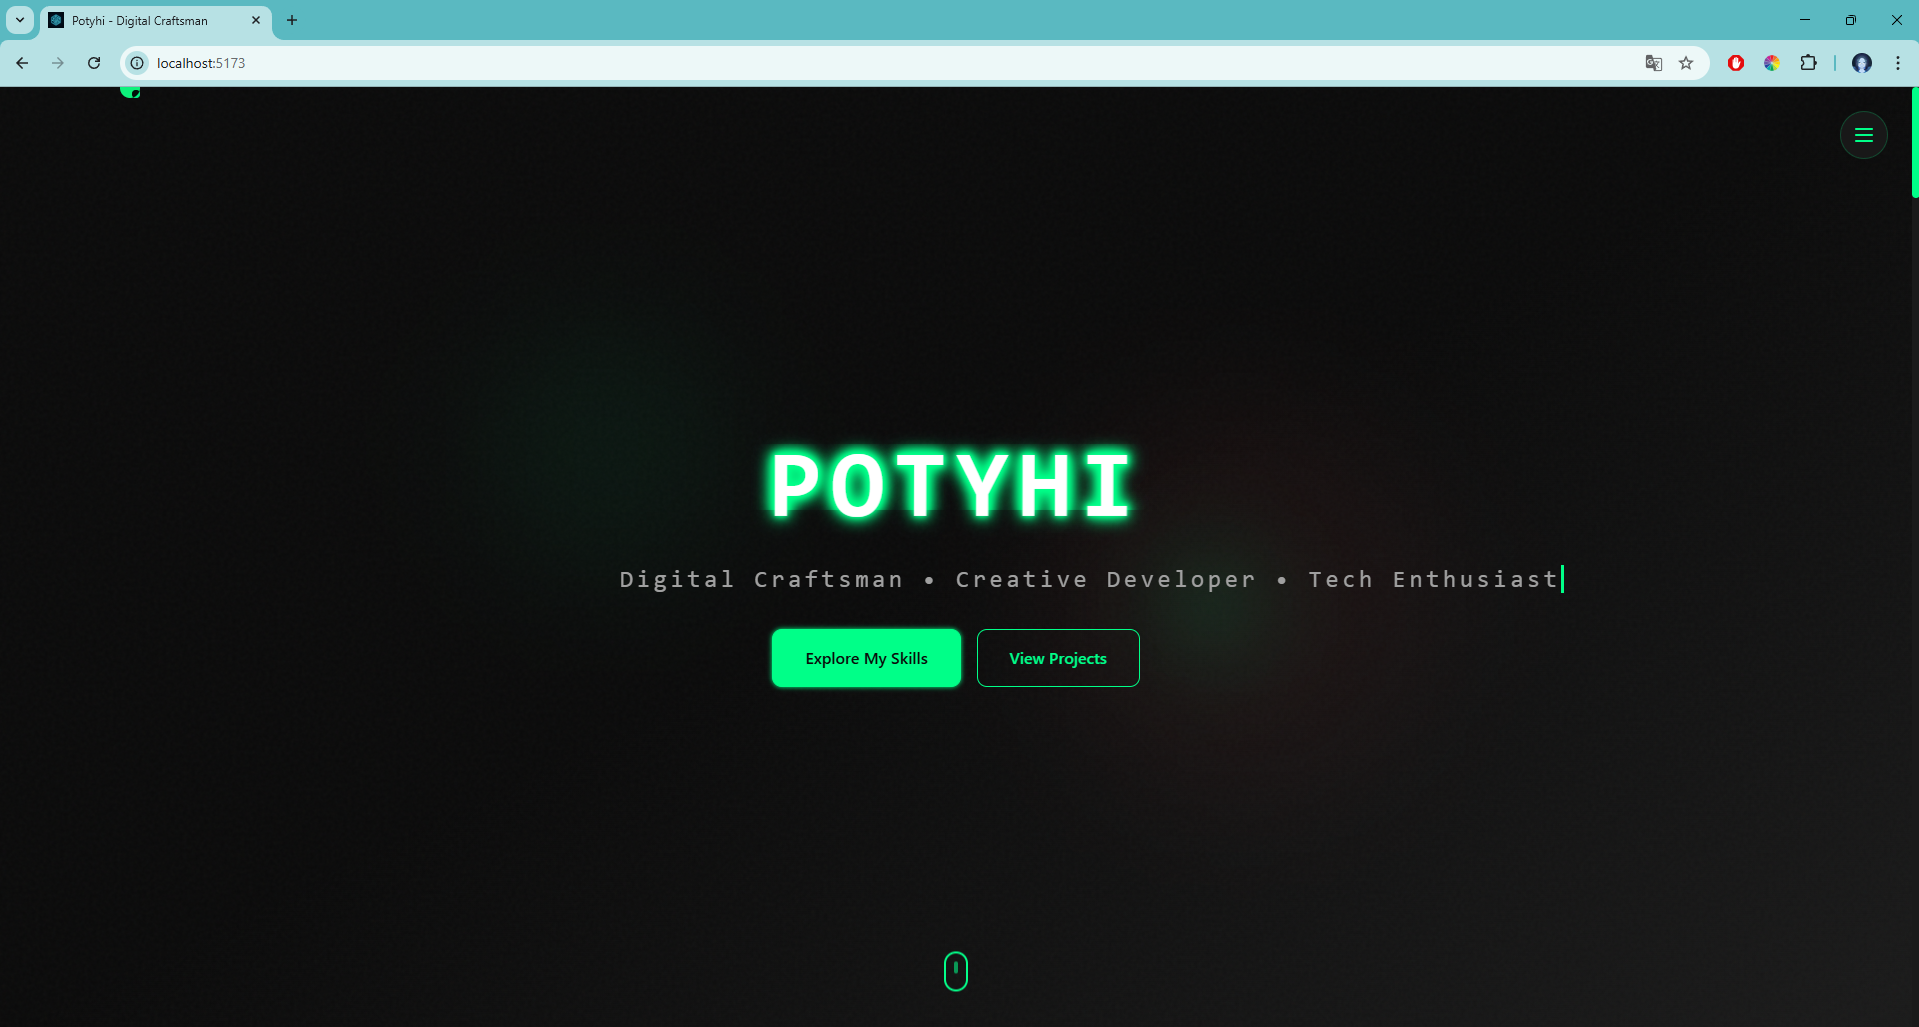 Potyhi - Digital Craftsman
localhost:5173
POTYHI
Digital Craftsman • Creative Developer • Tech Enthusiast
Explore My Skills
View Projects